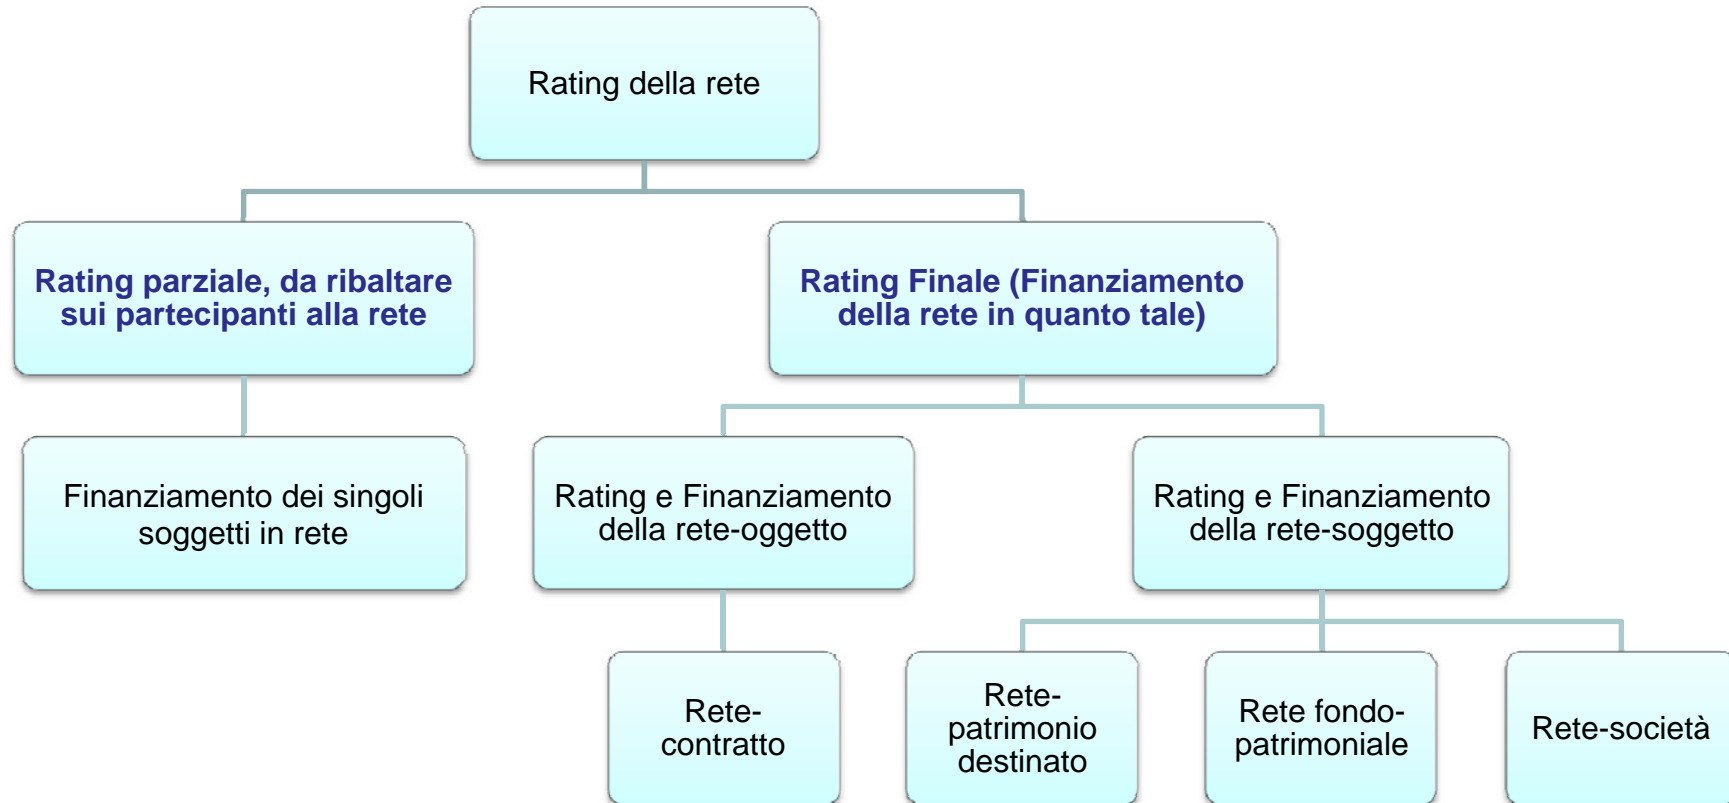 Rating della rete
Rating parziale, da ribaltare
sui partecipanti alla rete
Rating Finale (Finanziamento
della rete in quanto tale)
Finanziamento dei singoli
soggetti in rete
Rating e Finanziamento
della rete-oggetto
Rating e Finanziamento
della rete-soggetto
Rete-
contratto
Rete-
patrimonio
destinato
Rete fondo-
patrimoniale
Rete-società